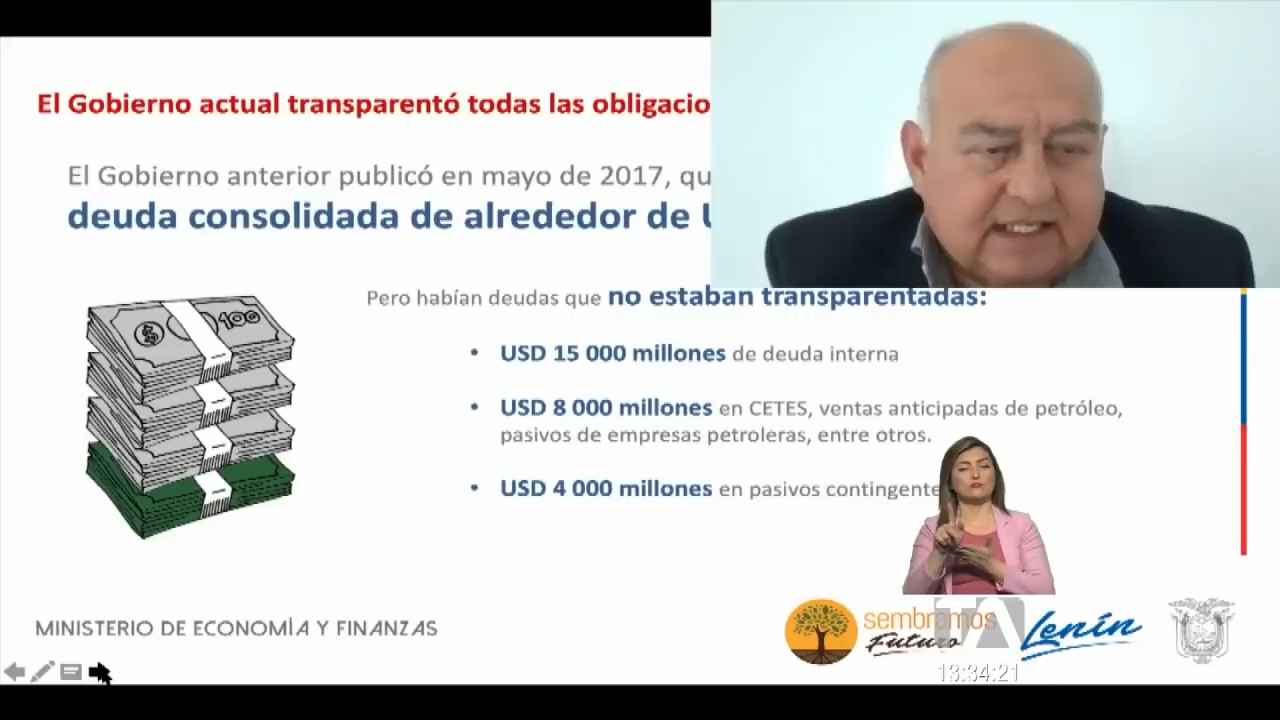 El Gobierno actual transparentó todas las obligacio
El Gobierno anterior publicó en mayo de 2017, qu
deuda consolidada de alrededor de
Pero habían deudas que no estaban transparentadas:
• USD 15 000 millones de deuda interna
• USD 8 000 millones en CETES, ventas anticipadas de petróleo,
pasivos de empresas petroleras, entre otros.
• USD 4 000 millones en pasivos contingente
100
$
MINISTERIO DE ECONOMÍA Y FINANZAS
sembramos
Futuro
Lenín
13:34:21